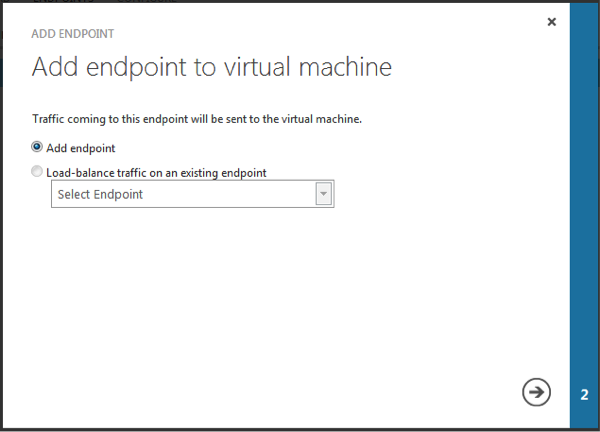 ADD ENDPOINT
Add endpoint to virtual machine
Traffic coming to this endpoint will be sent to the virtual machine.
Add endpoint
Load-balance traffic on an existing endpoint
Select Endpoint
2